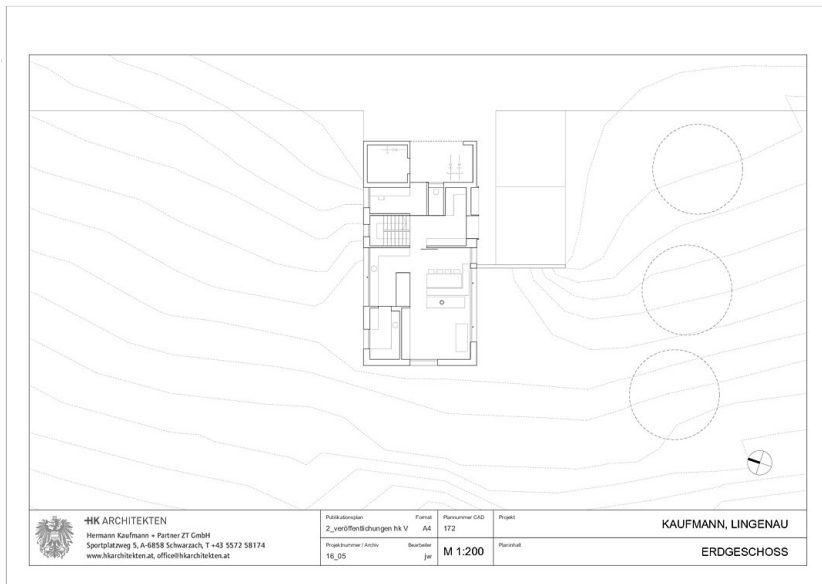 HK ARCHITEKTEN
Hermann Kaufmann + Partner ZT GmbH
Sportplatzweg 5, A-6858 Schwarzach, T +43 5572 58174
www.hkarchitekten.at, office@hkarchitekten.at
Publikationsplan Format
2_veröffentlichungen hk V A4
Projektnummer / Archiv Bearbeiter
16_05 jw
Plannummer CAD
172
M 1:200
Projekt
KAUFMANN, LINGENAU
Planinhalt
ERDGESCHOSS